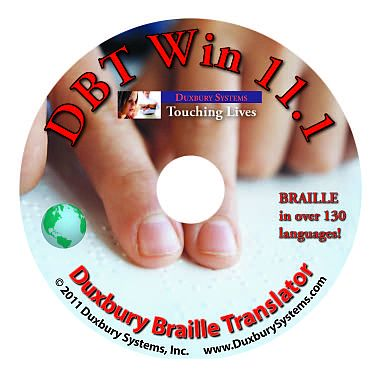 DBT Win 11.1
DUXBURY SYSTEMS
Touching Lives
BRAILLE
in over 130
languages!
Duxbury Braille Translator
© 2011 Duxbury Systems, Inc. www.DuxburySystems.com